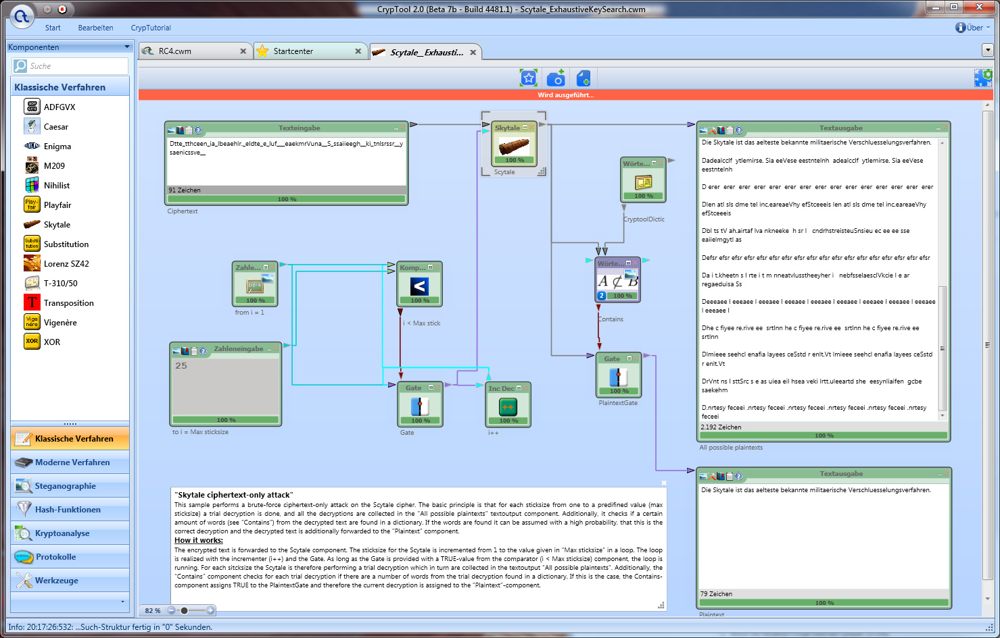 CrypTool 2.0 (Beta 7b - Build 4481.1) - Scytale_ExhaustiveKeySearch.cwm
Start
Bearbeiten
CrypTutorial
Über
Komponenten
RC4.cwm
Startcenter
Scytale_Exhausti...
Suche
Klassische Verfahren
ADFGVX
Caesar
Enigma
M209
Nihilist
Playfair
Skytale
Substitution
Lorenz SZ42
T-310/50
Transposition
Vigenère
XOR
Klassische Verfahren
Moderne Verfahren
Steganographie
Hash-Funktionen
Kryptoanalyse
Protokolle
Werkzeuge
Wird ausgeführt...
Texteingabe
Dtte_tthceen_ia_lbeaehlr._eldte_e_luf___eaekmrVuna__S_ssaiieegh__ki_tnlsrssr__y
saenicssve__
91 Zeichen
100 %
Ciphertext
Skytale
100 %
Scytale
Wörte...
100 %
CryptoolDictic
Zahle...
100 %
from i = 1
Komp...
100 %
i < Max stick
Wörte...
A ⊄ B
2
100 %
Contains
Zahleneingabe
25
100 %
to i = Max sticksize
Gate
100 %
Gate
Inc Dec
++
100 %
i++
Gate
100 %
PlaintextGate
Textausgabe
Die Skytale ist das aelteste bekannte militaerische Verschluesselungsverfahren.
Dadealcclf  ytlemirse. Sia eeVese eestntelnh  adealcclf  ytlemirse. Sia eeVese
eestntelnh
D erer  erer  erer  erer  erer  erer  erer  erer  erer  erer  erer  erer  erer  erer  erer  erer
Dlen atl sls dme tel inc.eareaeVhy efStceeeis len atl sls dme tel inc.eareaeVhy
efStceeeis
Dbl ts tV ah.airtaf lva nkneeke  h sr l   cndrhstreisteuSnsieu ec ee ee sse
eaiielmgytl as
Defsr efsr efsr efsr efsr efsr efsr efsr efsr efsr efsr efsr efsr efsr efsr efsr efsr efsr
Da i t.kheetn s l rte i t m nneatvlusstheeyher i   nebfsselaesclVkcie l e ar
regaeduisa Ss
Deeeaee l eeeaee l eeeaee l eeeaee l eeeaee l eeeaee l eeeaee l eeeaee l eeeaee
l eeeaee l
Dhe c fiyee re.rive ee  srtlnn he c fiyee re.rive ee  srtlnn he c fiyee re.rive ee
srtlnn
Dlmieee seehcl enafia layees ceSstd r enlt.Vt lmieee seehcl enafia layees ceSstd
r enlt.Vt
DrVnt ns l sttSrc s e as uiea eil hsea veki lrtt.uleeartd she  eesynliaifen  gcbe
saekehm
D.nrtesy feceei .nrtesy feceei .nrtesy feceei .nrtesy feceei .nrtesy feceei .nrtesy
feceei
2.192 Zeichen
100 %
All possible plaintexts
Textausgabe
Die Skytale ist das aelteste bekannte militaerische Verschluesselungsverfahren.
79 Zeichen
100 %
Plaintext
"Skytale ciphertext-only attack"
This sample performs a brute-force ciphertext-only attack on the Scytale cipher. The basic principle is that for each sticksize from one to a predifined value (max
sticksize) a trial decryption is done, and all the decryptions are collected in the "All possible plaintexts" textoutput component. Additionally, it checks if a certain
amount of words (see "Contains") from the decrypted text are found in a dictionary. If the words are found it can be assumed with a high probability, that this is the
correct decryption and the decrypted text is additionally forwarded to the "Plaintext" component.
How it works:
The encrypted text is forwarded to the Scytale component. The sticksize for the Scytale is incremented from 1 to the value given in "Max sticksize" in a loop. The loop
is realized with the incrementer (i++) and the Gate. As long as the Gate is provided with a TRUE-value from the comparator (i < Max sticksize) component, the loop is
running. For each sitcksize the Scytale is therefore performing a trial decryption which in turn are collected in the textoutput "All possible plaintexts". Additionally, the
"Contains" component checks for each trial decryption if there are a number of words from the trial decryption found in a dictionary. If this is the case, the Contains-
component assigns TRUE to the PlaintextGate and therefore the current decryption is assigned to the "Plaintext"-component.
82 %
Info: 20:17:26:532: ...Such-Struktur fertig in "0" Sekunden.